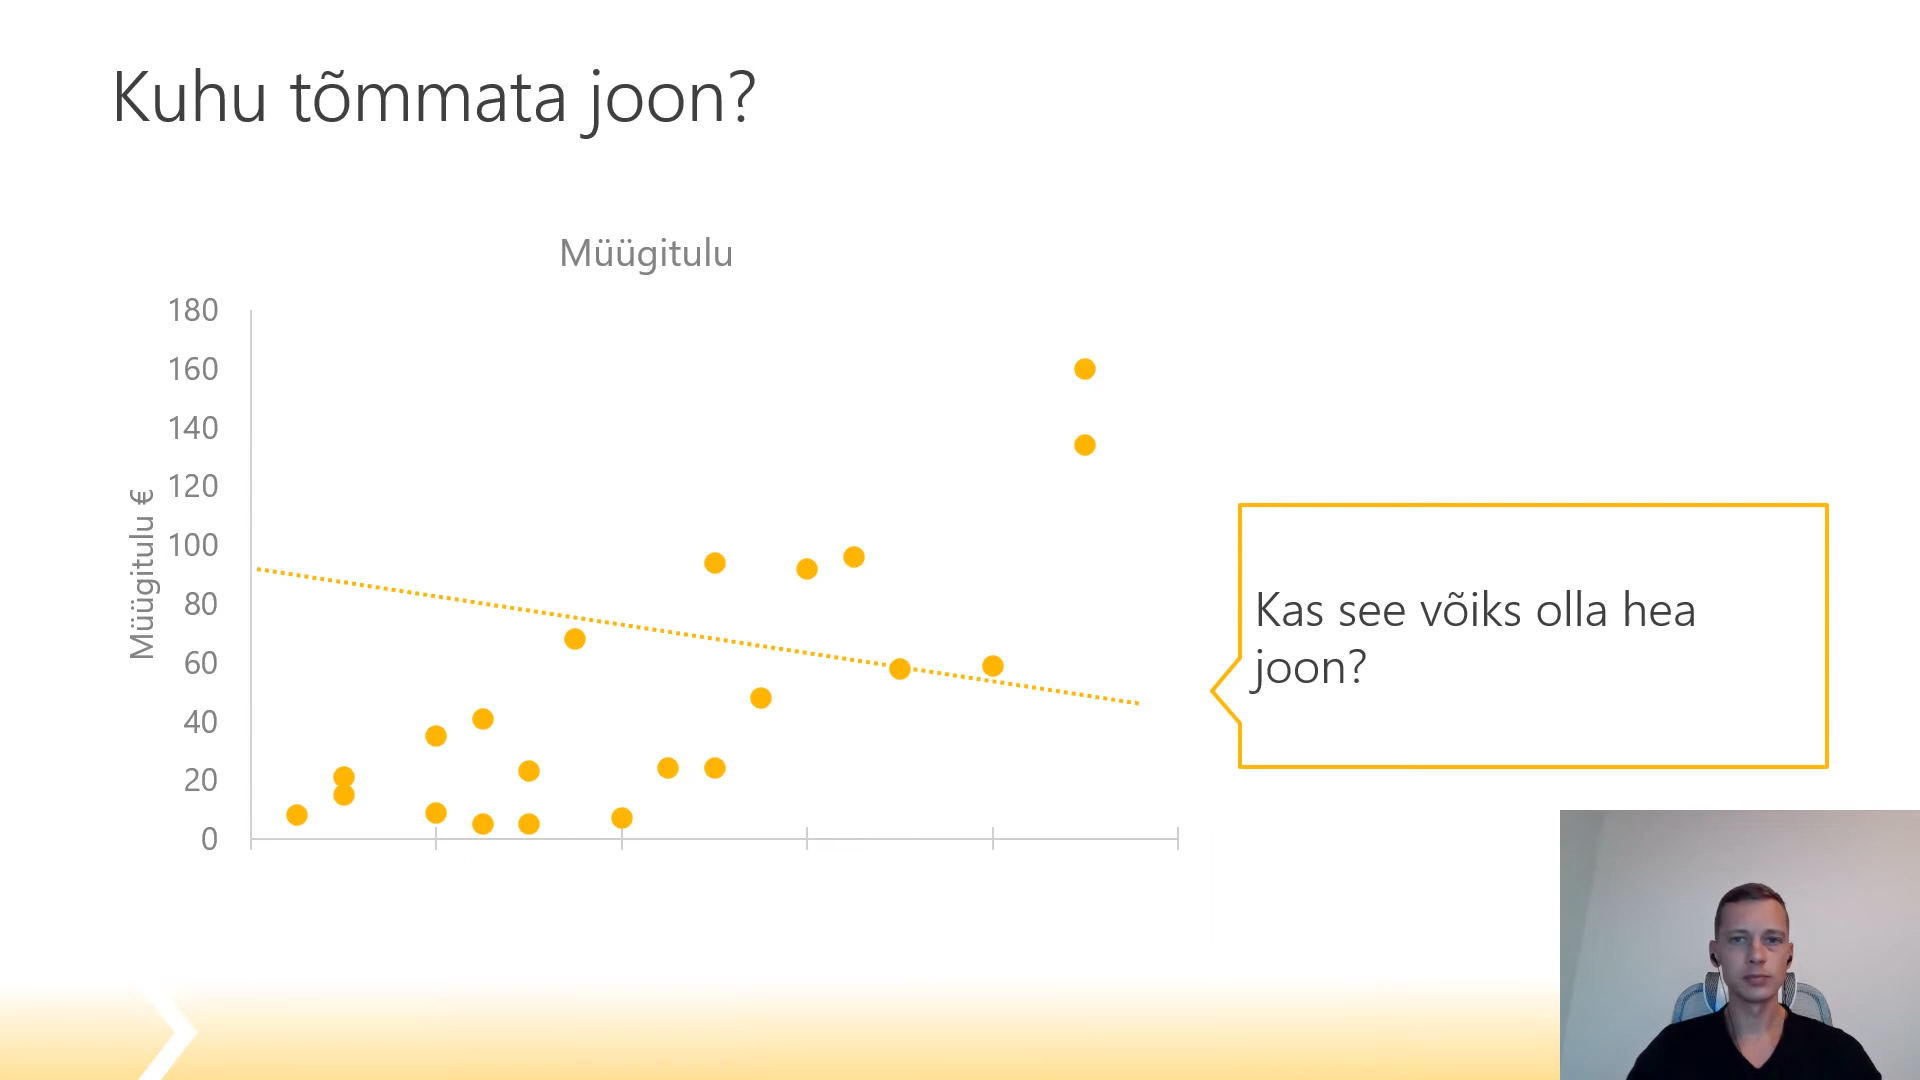 Kuhu tõmmata joon?
Müügitulu
180
160
140
120
100
80
60
40
20
0
Müügitulu €
Kas see võiks olla hea
joon?